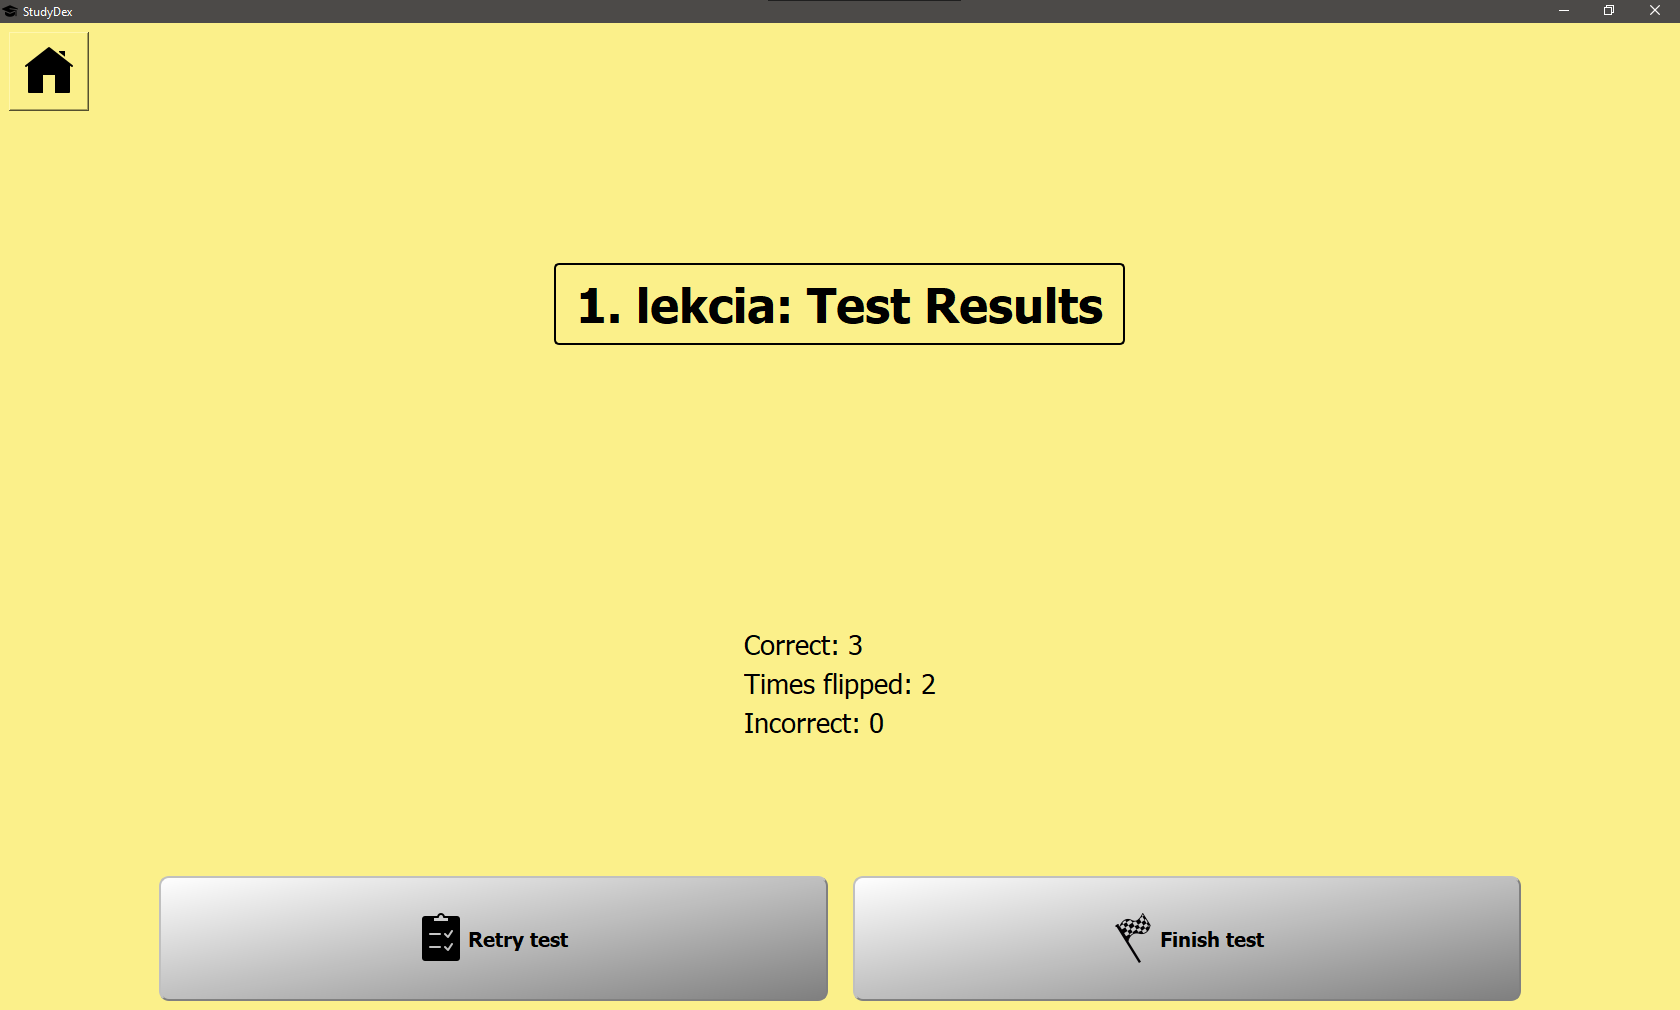 StudyDex
1. lekcia: Test Results
Correct: 3
Times flipped: 2
Incorrect: 0
Retry test
Finish test